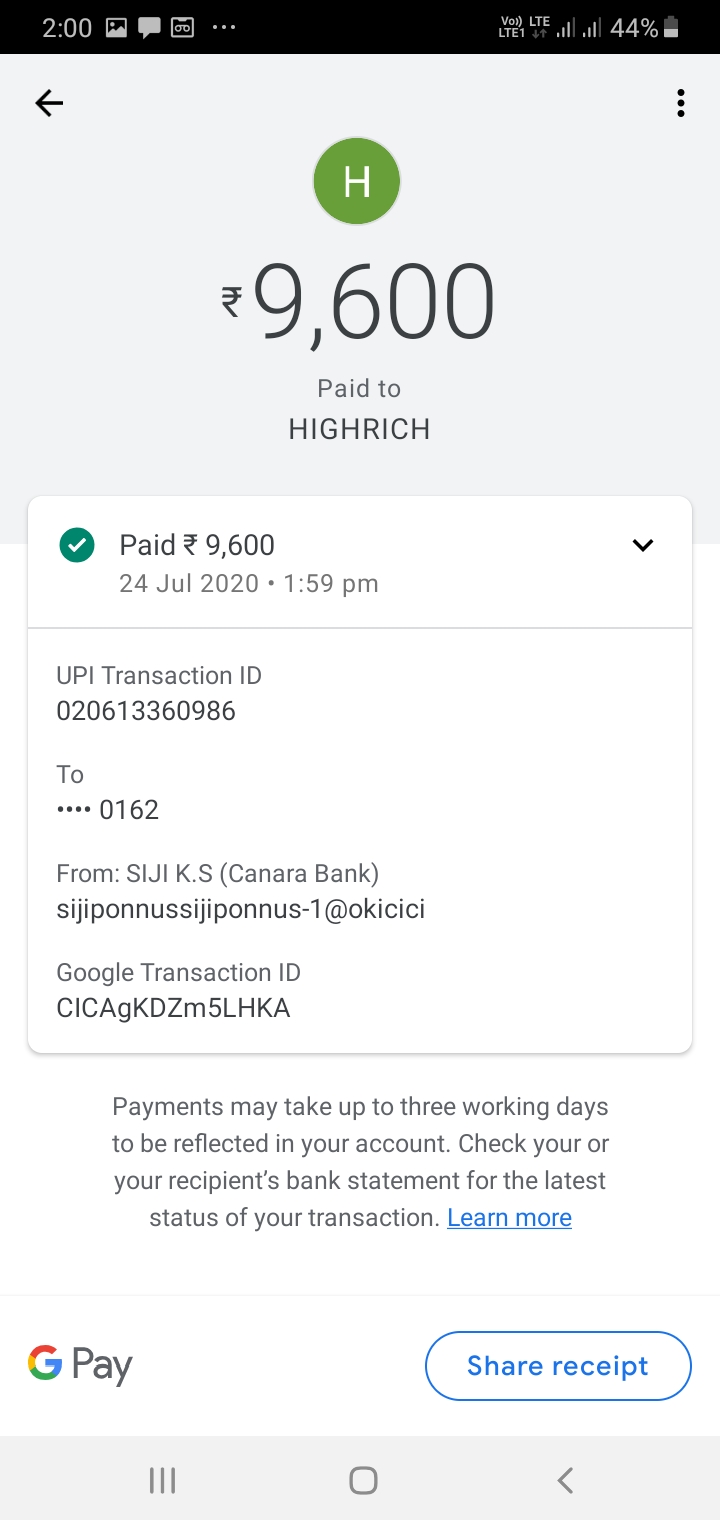 2:00
Vo)) LTE
LTE1
44%
H
₹9,600
Paid to
HIGHRICH
Paid ₹ 9,600
24 Jul 2020 • 1:59 pm
UPI Transaction ID
020613360986
To
•••• 0162
From: SIJI K.S (Canara Bank)
sijiponnussijiponnus-1@okicici
Google Transaction ID
CICAgKDZm5LHKA
Payments may take up to three working days
to be reflected in your account. Check your or
your recipient’s bank statement for the latest
status of your transaction. Learn more
G Pay
Share receipt